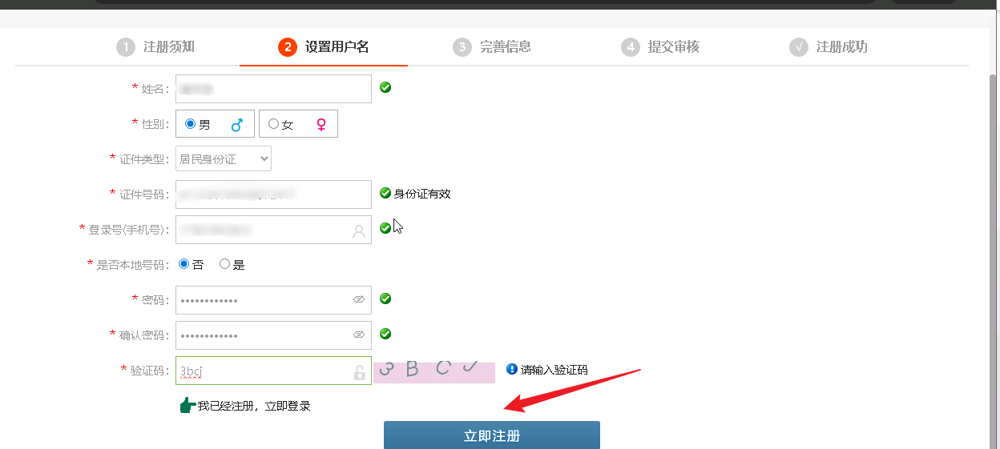 1 注册须知 2 设置用户名 3 完善信息 4 提交审核 √ 注册成功
* 姓名:
* 性别: 男 ♂ 女 ♀
* 证件类型: 居民身份证
* 证件号码: 身份证有效
* 登录号(手机号):
* 是否本地号码: 否 是
* 密码: ••••••••••••
* 确认密码: ••••••••••••
* 验证码: 3bcj 3 B C 请输入验证码
我已经注册，立即登录
立即注册